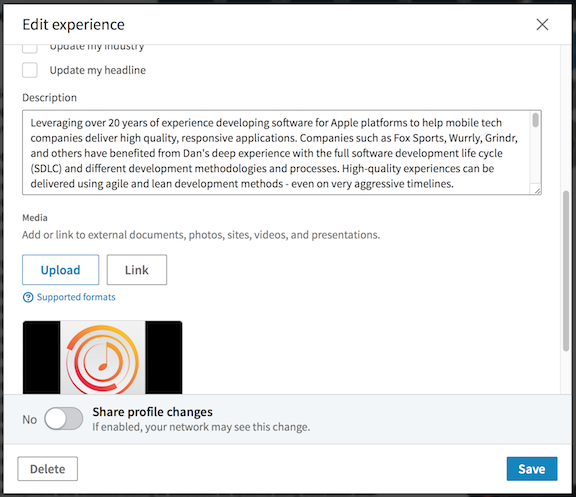 Edit experience
Update my industry
Update my headline
Description
Leveraging over 20 years of experience developing software for Apple platforms to help mobile tech
companies deliver high quality, responsive applications. Companies such as Fox Sports, Wurrly, Grindr,
and others have benefited from Dan's deep experience with the full software development life cycle
(SDLC) and different development methodologies and processes. High-quality experiences can be
delivered using agile and lean development methods - even on very aggressive timelines.
Media
Add or link to external documents, photos, sites, videos, and presentations.
Upload Link
Supported formats
No Share profile changes
If enabled, your network may see this change.
Delete Save